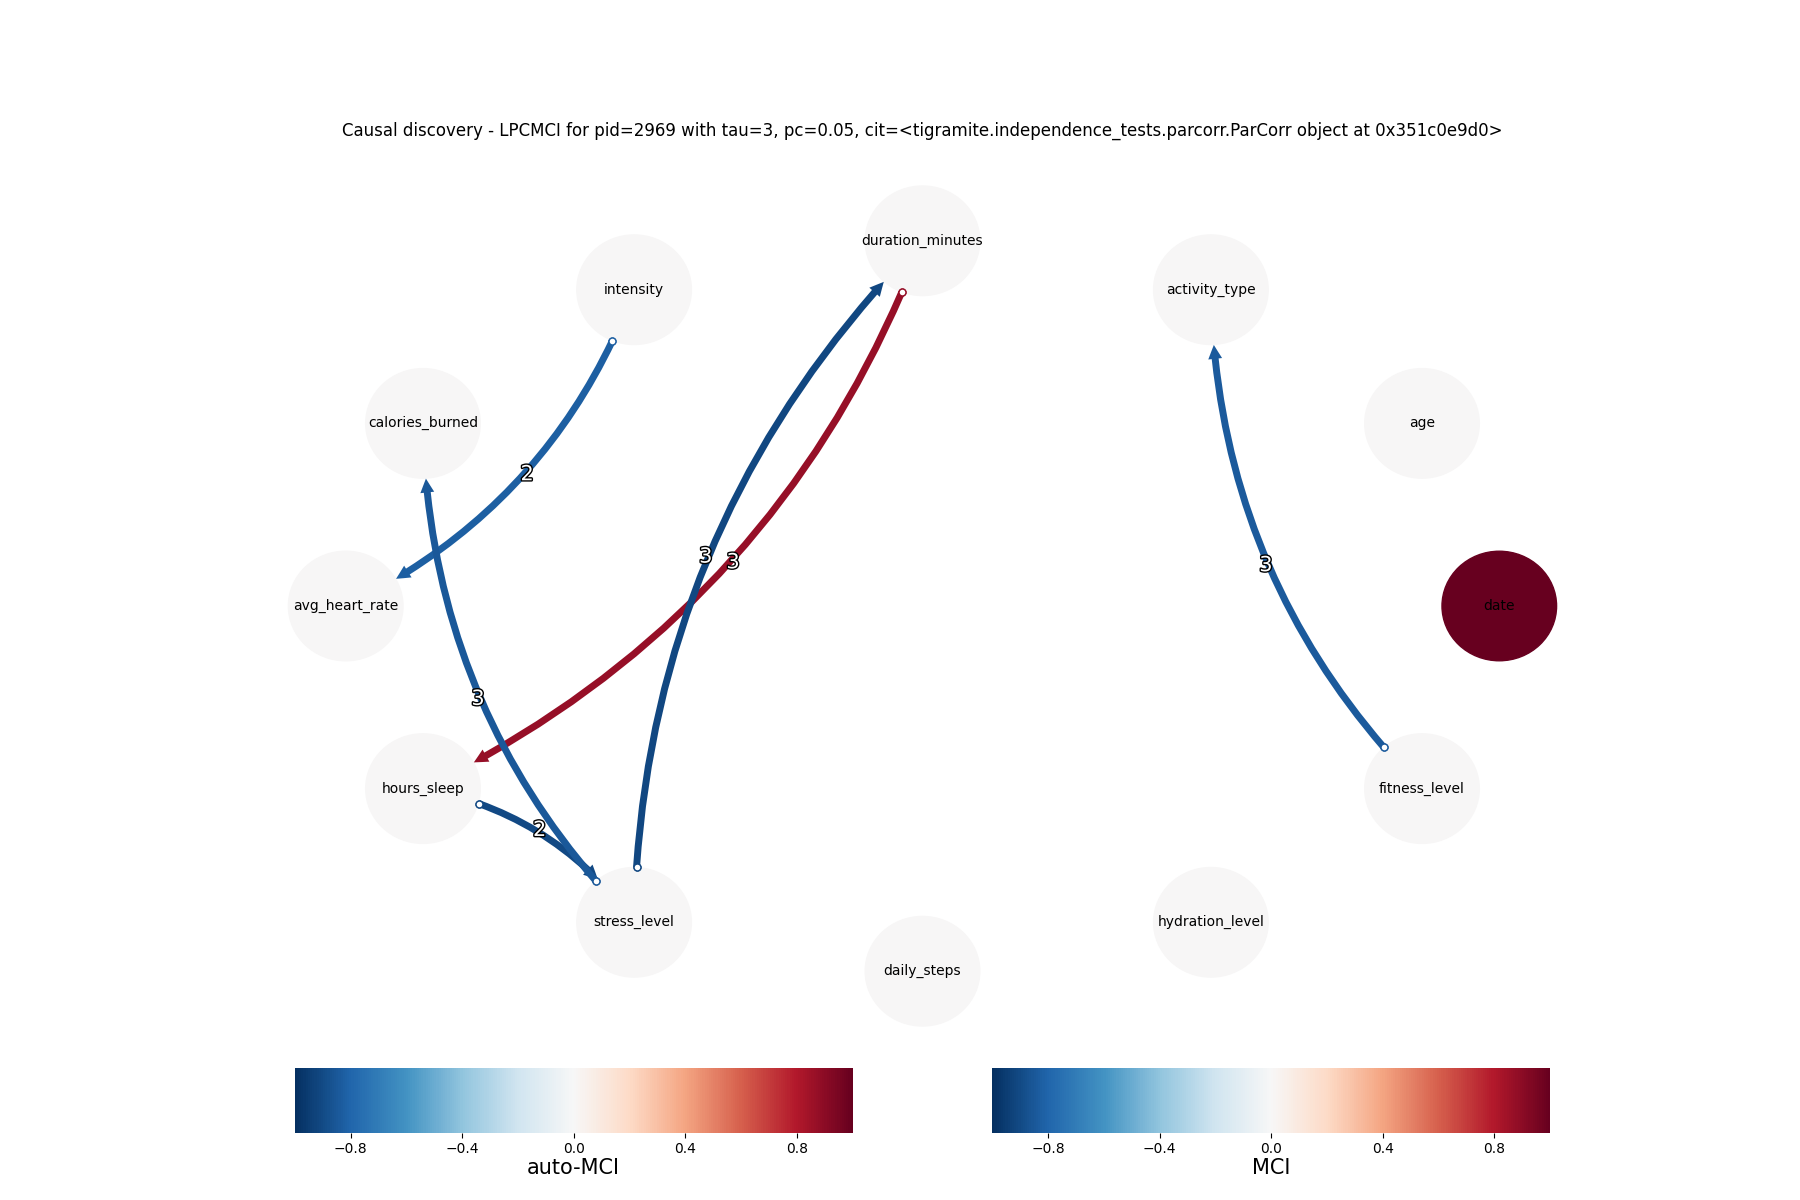 Causal discovery - LPCMCI for pid=2969 with tau=3, pc=0.05, cit=<tigramite.independence_tests.parcorr.ParCorr object at 0x351c0e9d0>
duration_minutes
intensity
activity_type
calories_burned
age
2
3
3
3
avg_heart_rate
date
3
hours_sleep
fitness_level
2
stress_level
hydration_level
daily_steps
−0.8 −0.4 0.0 0.4 0.8
auto-MCI
−0.8 −0.4 0.0 0.4 0.8
MCI